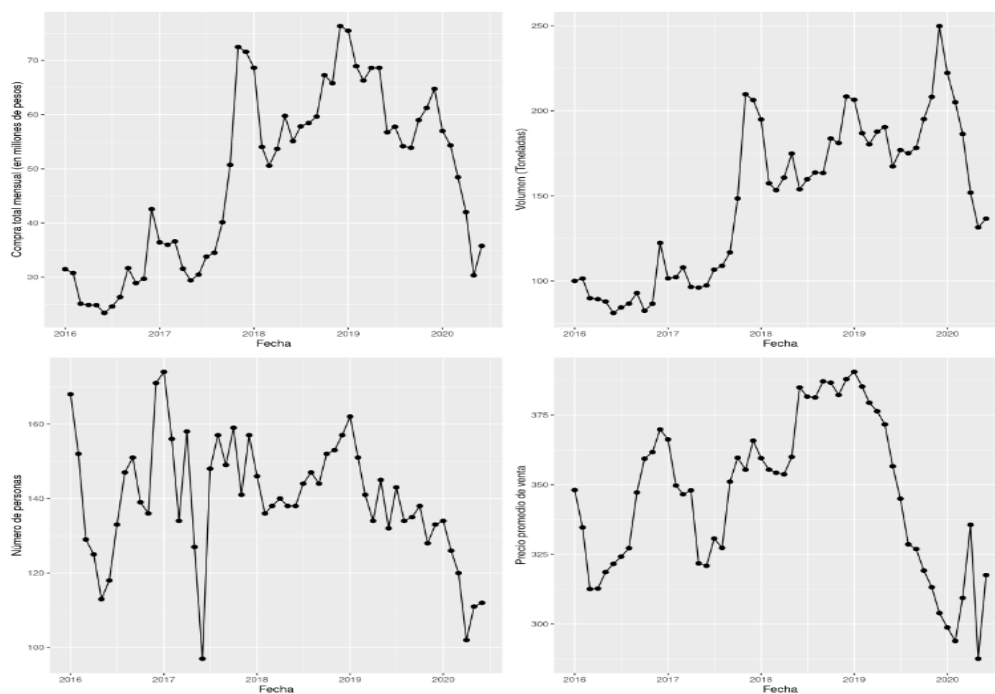 Compra total mensual (en millones de pesos)
70
60
50
40
30
2016 2017 2018 2019 2020
Fecha
Volumen (Toneladas)
250
200
150
100
2016 2017 2018 2019 2020
Fecha
Número de personas
160
140
120
100
2016 2017 2018 2019 2020
Fecha
Precio promedio de venta
375
350
325
300
2016 2017 2018 2019 2020
Fecha